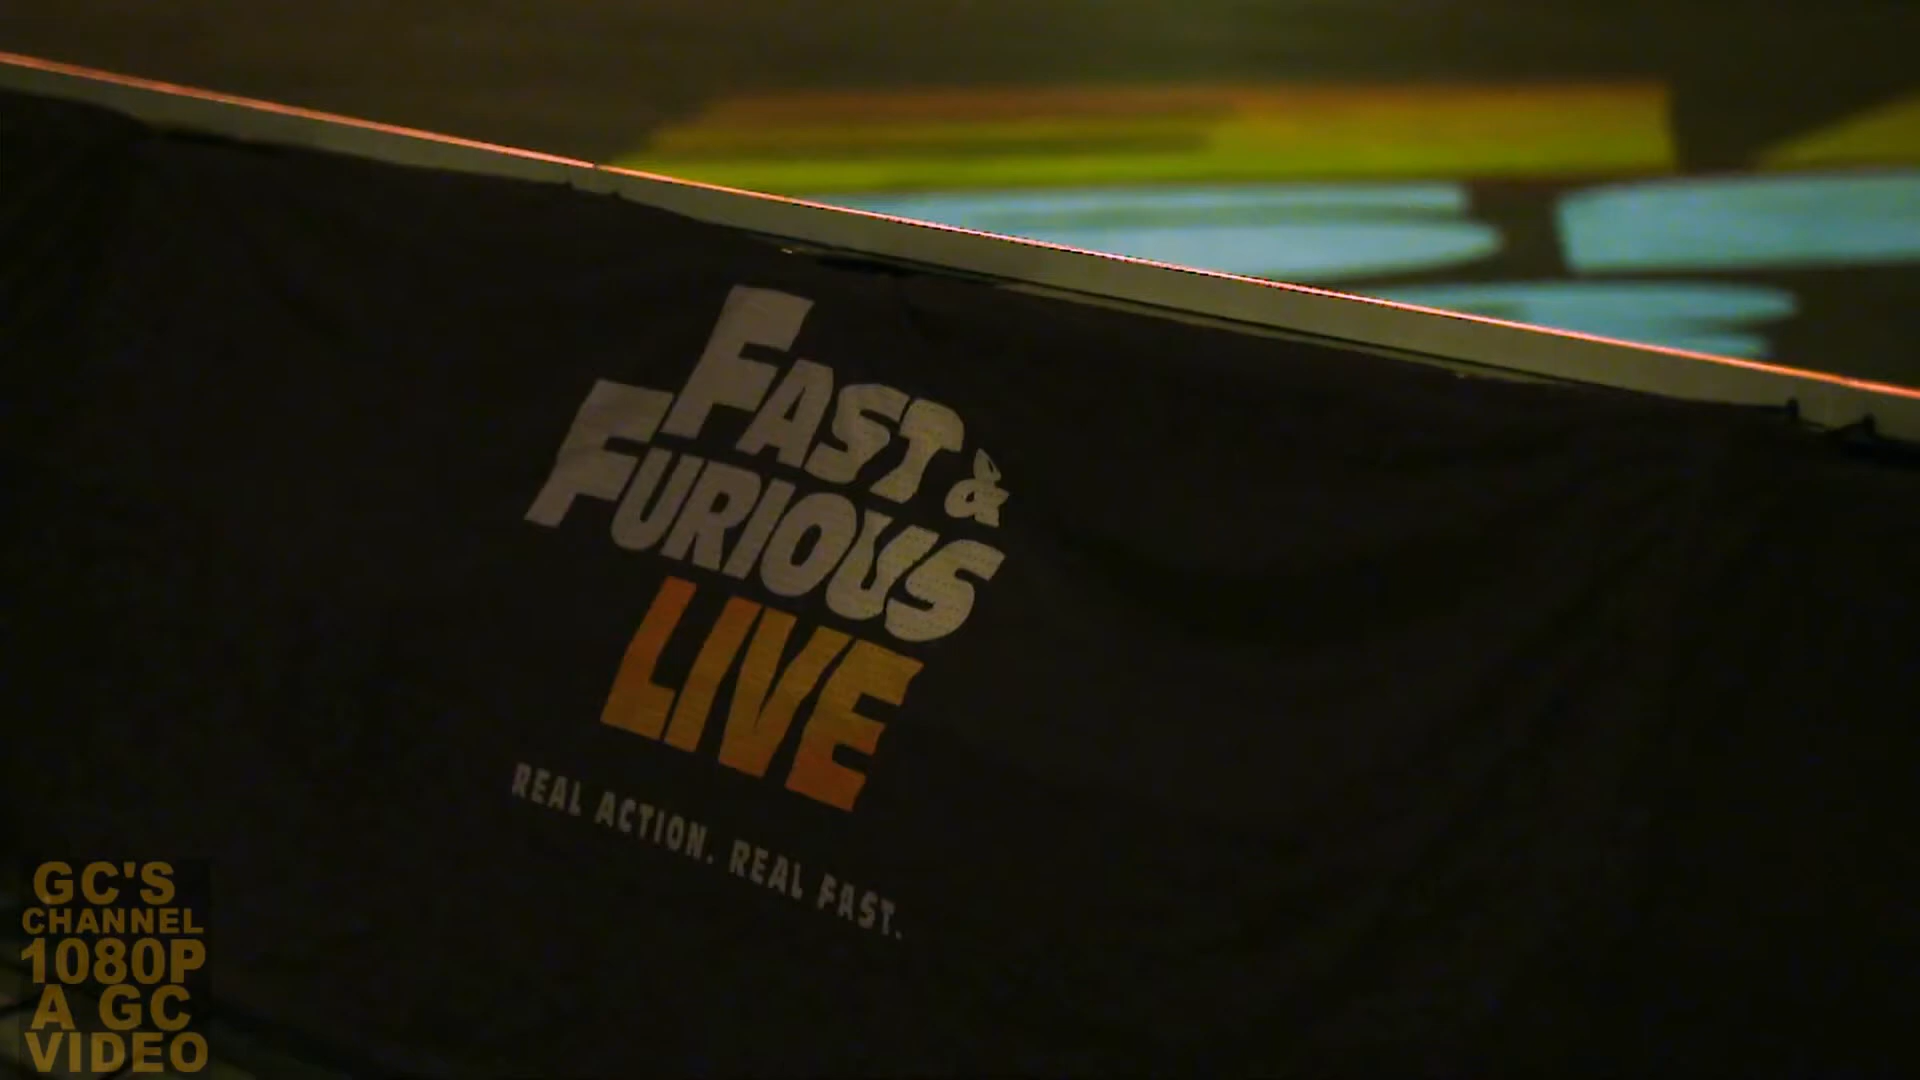 FAST &
FURIOUS
LIVE
REAL ACTION. REAL FAST.
GC'S
CHANNEL
1080P
A GC
VIDEO